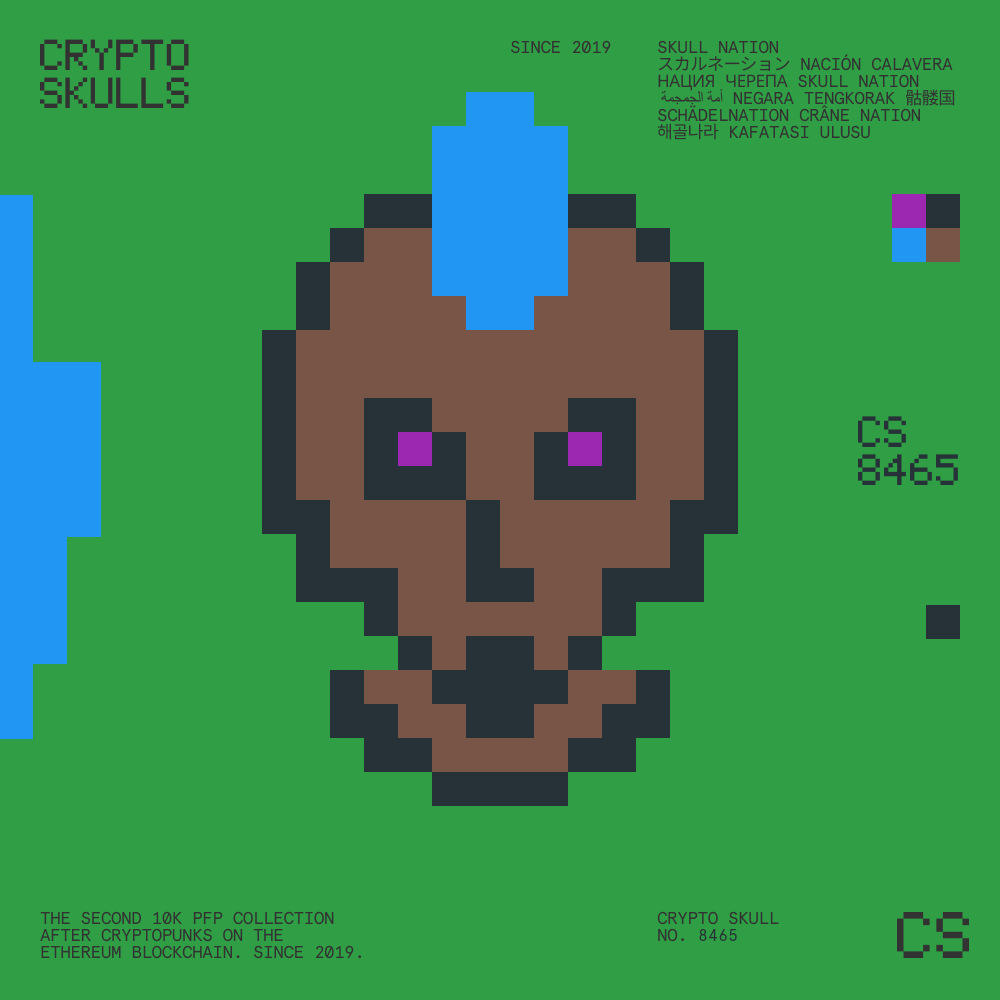 CRYPTO
SKULLS
SINCE 2019
SKULL NATION
スカルネーション NACIÓN CALAVERA
НАЦИЯ ЧЕРЕПА SKULL NATION
أمة الجمجمة NEGARA TENGKORAK 骷髅国
SCHÄDELNATION CRÂNE NATION
해골나라 KAFATASI ULUSU
CS
8465
THE SECOND 10K PFP COLLECTION
AFTER CRYPTOPUNKS ON THE
ETHEREUM BLOCKCHAIN. SINCE 2019.
CRYPTO SKULL
NO. 8465
CS